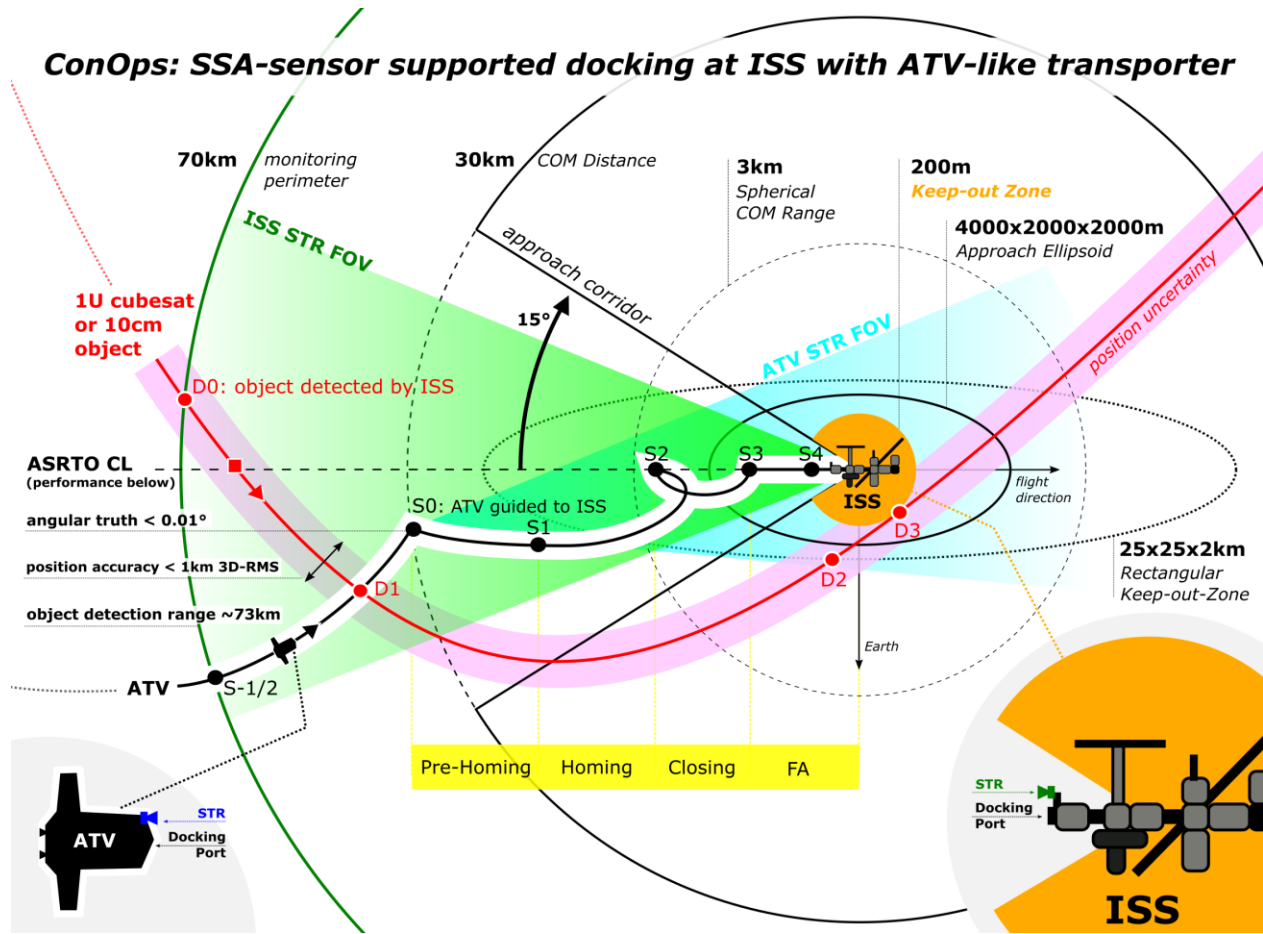 ConOps: SSA-sensor supported docking at ISS with ATV-like transporter
70km monitoring
perimeter
30km COM Distance
3km
Spherical
COM Range
200m
Keep-out Zone
4000x2000x2000m
Approach Ellipsoid
ISS STR FOV
approach corridor
15°
ATV STR FOV
position uncertainty
1U cubesat
or 10cm
object
D0: object detected by ISS
ASRTO CL
(performance below)
angular truth < 0.01°
position accuracy < 1km 3D-RMS
object detection range ~73km
S0: ATV guided to ISS
S1
S2
S3
S4
ISS
flight
direction
D1
D2
D3
25x25x2km
Rectangular
Keep-out-Zone
Earth
ATV
S-1/2
Pre-Homing
Homing
Closing
FA
ATV
STR
Docking
Port
STR
Docking
Port
ISS